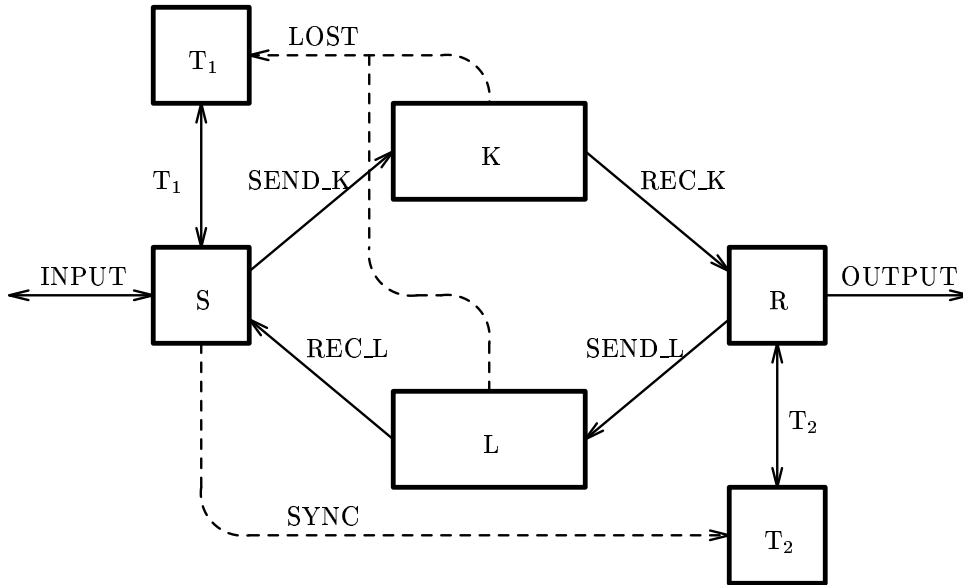 LOST
T₁
K
T₁
SEND_K
REC_K
INPUT
S
R
OUTPUT
REC_L
SEND_L
T₂
L
SYNC
T₂